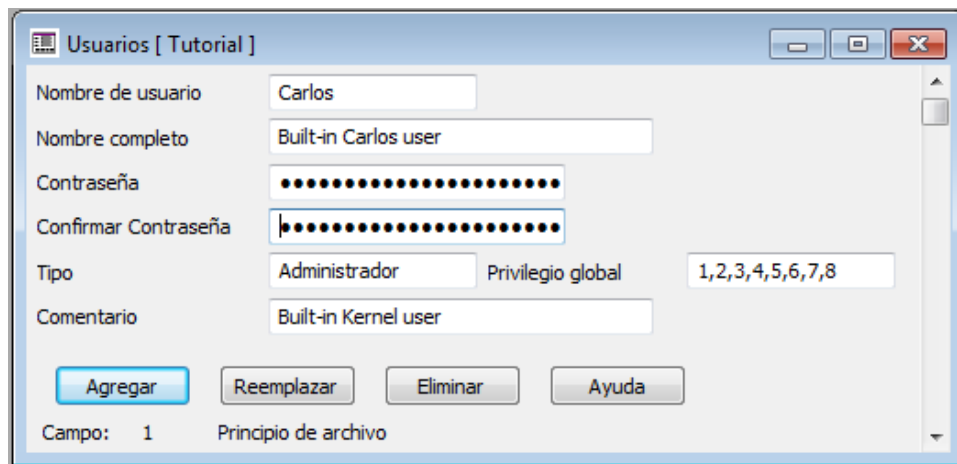 Usuarios [ Tutorial ]
Nombre de usuario Carlos
Nombre completo Built-in Carlos user
Contraseña ••••••••••••••••••••••
Confirmar Contraseña ••••••••••••••••••••••
Tipo Administrador Privilegio global 1,2,3,4,5,6,7,8
Comentario Built-in Kernel user
Agregar Reemplazar Eliminar Ayuda
Campo: 1 Principio de archivo